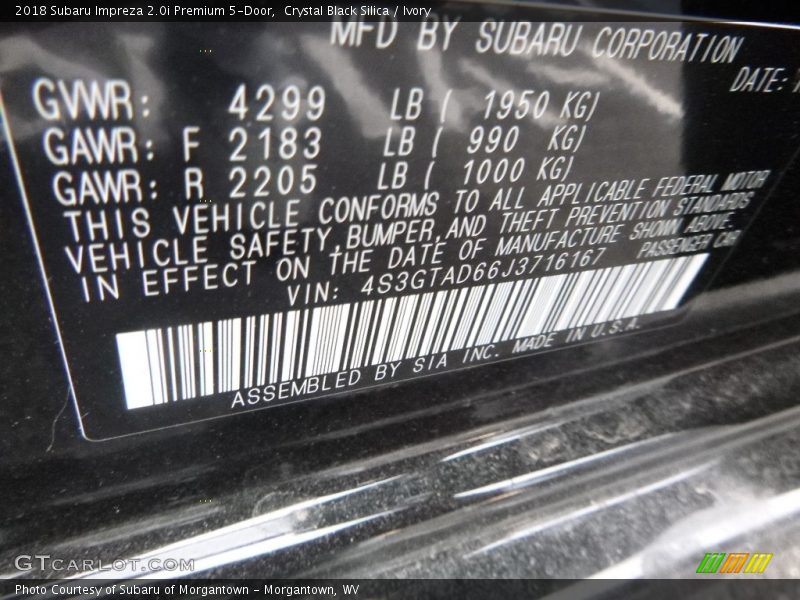 2018 Subaru Impreza 2.0i Premium 5-Door, Crystal Black Silica / Ivory
MFD BY SUBARU CORPORATION
DATE:
GVWR: 4299 LB ( 1950 KG)
GAWR: F 2183 LB ( 990 KG)
GAWR: R 2205 LB ( 1000 KG)
THIS VEHICLE CONFORMS TO ALL APPLICABLE FEDERAL MOTOR
VEHICLE SAFETY,BUMPER,AND THEFT PREVENTION STANDARDS
IN EFFECT ON THE DATE OF MANUFACTURE SHOWN ABOVE.
VIN: 4S3GTAD66J3716167 PASSENGER CAR
ASSEMBLED BY SIA INC. MADE IN U.S.A.
GTCARLOT.COM
Photo Courtesy of Subaru of Morgantown - Morgantown, WV